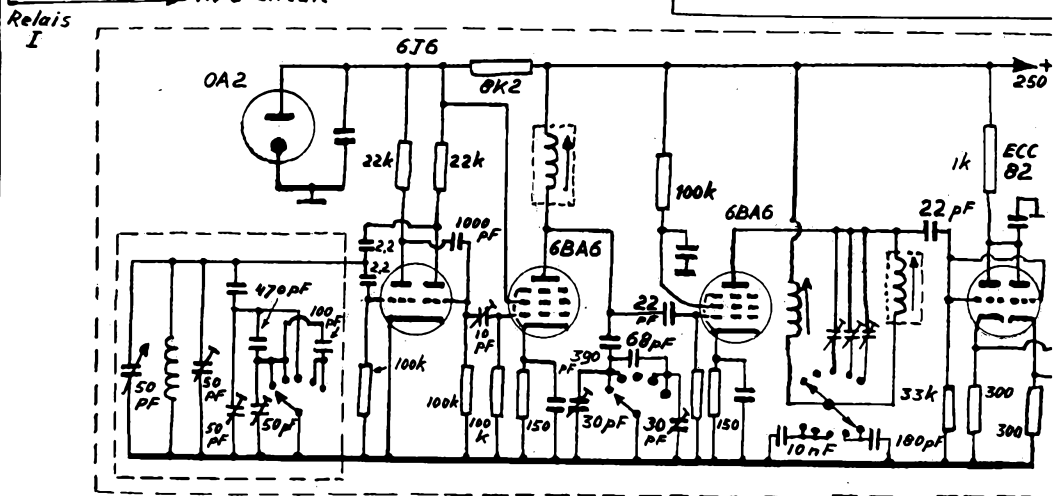 Relais
I
6J6
0A2
8K2
250
+
22k
22k
1k
ECC
82
100k
1000
pF
6BA6
22pF
2,2
6BA6
2,2
470pF
100
pF
22
pF
10
pF
68pF
390
pF
50
PF
50
PF
100k
50
PF
50pF
100k
100
k
150
30pF
30
PF
150
33k
300
300
10nF
180pF